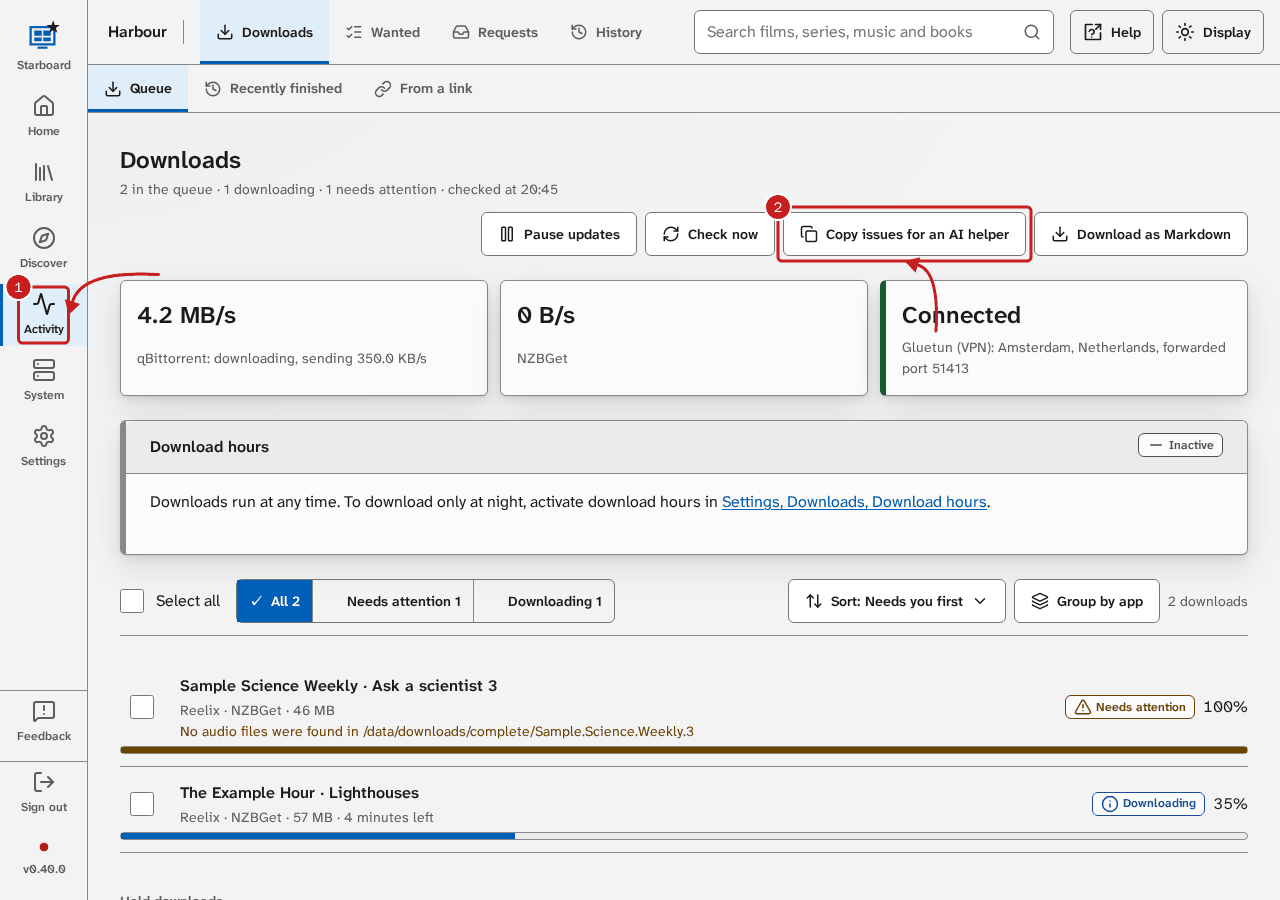 Starboard
Home
Library
Discover
1
Activity
System
Settings
Feedback
Sign out
v0.40.0
Harbour
Downloads
Wanted
Requests
History
Search films, series, music and books
Help
Display
Queue
Recently finished
From a link
Downloads
2 in the queue · 1 downloading · 1 needs attention · checked at 20:45
Pause updates
Check now
2
Copy issues for an AI helper
Download as Markdown
4.2 MB/s
qBittorrent: downloading, sending 350.0 KB/s
0 B/s
NZBGet
Connected
Gluetun (VPN): Amsterdam, Netherlands, forwarded
port 51413
Download hours
Inactive
Downloads run at any time. To download only at night, activate download hours in Settings, Downloads, Download hours.
Select all
✓ All 2
Needs attention 1
Downloading 1
Sort: Needs you first
Group by app
2 downloads
Sample Science Weekly · Ask a scientist 3
Reelix · NZBGet · 46 MB
No audio files were found in /data/downloads/complete/Sample.Science.Weekly.3
Needs attention
100%
The Example Hour · Lighthouses
Reelix · NZBGet · 57 MB · 4 minutes left
Downloading
35%